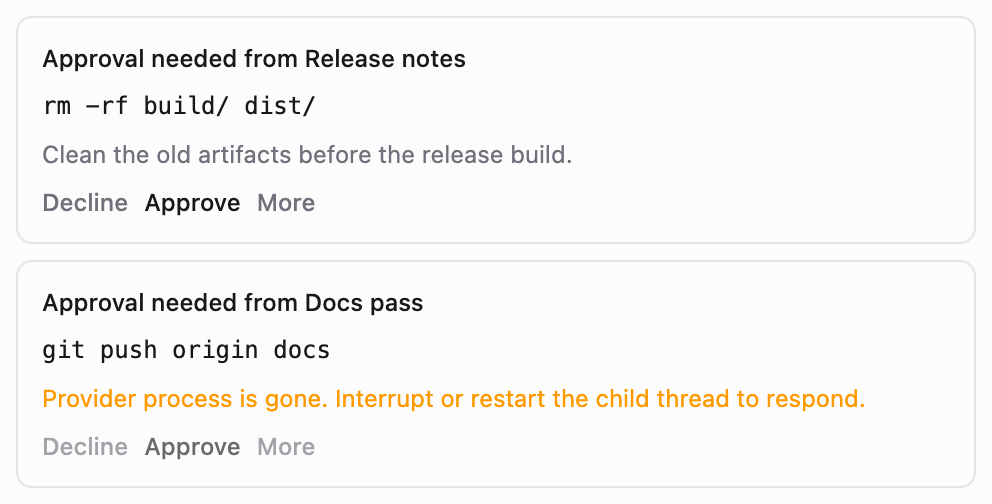 Approval needed from Release notes
rm -rf build/ dist/
Clean the old artifacts before the release build.
Decline Approve More
Approval needed from Docs pass
git push origin docs
Provider process is gone. Interrupt or restart the child thread to respond.
Decline Approve More